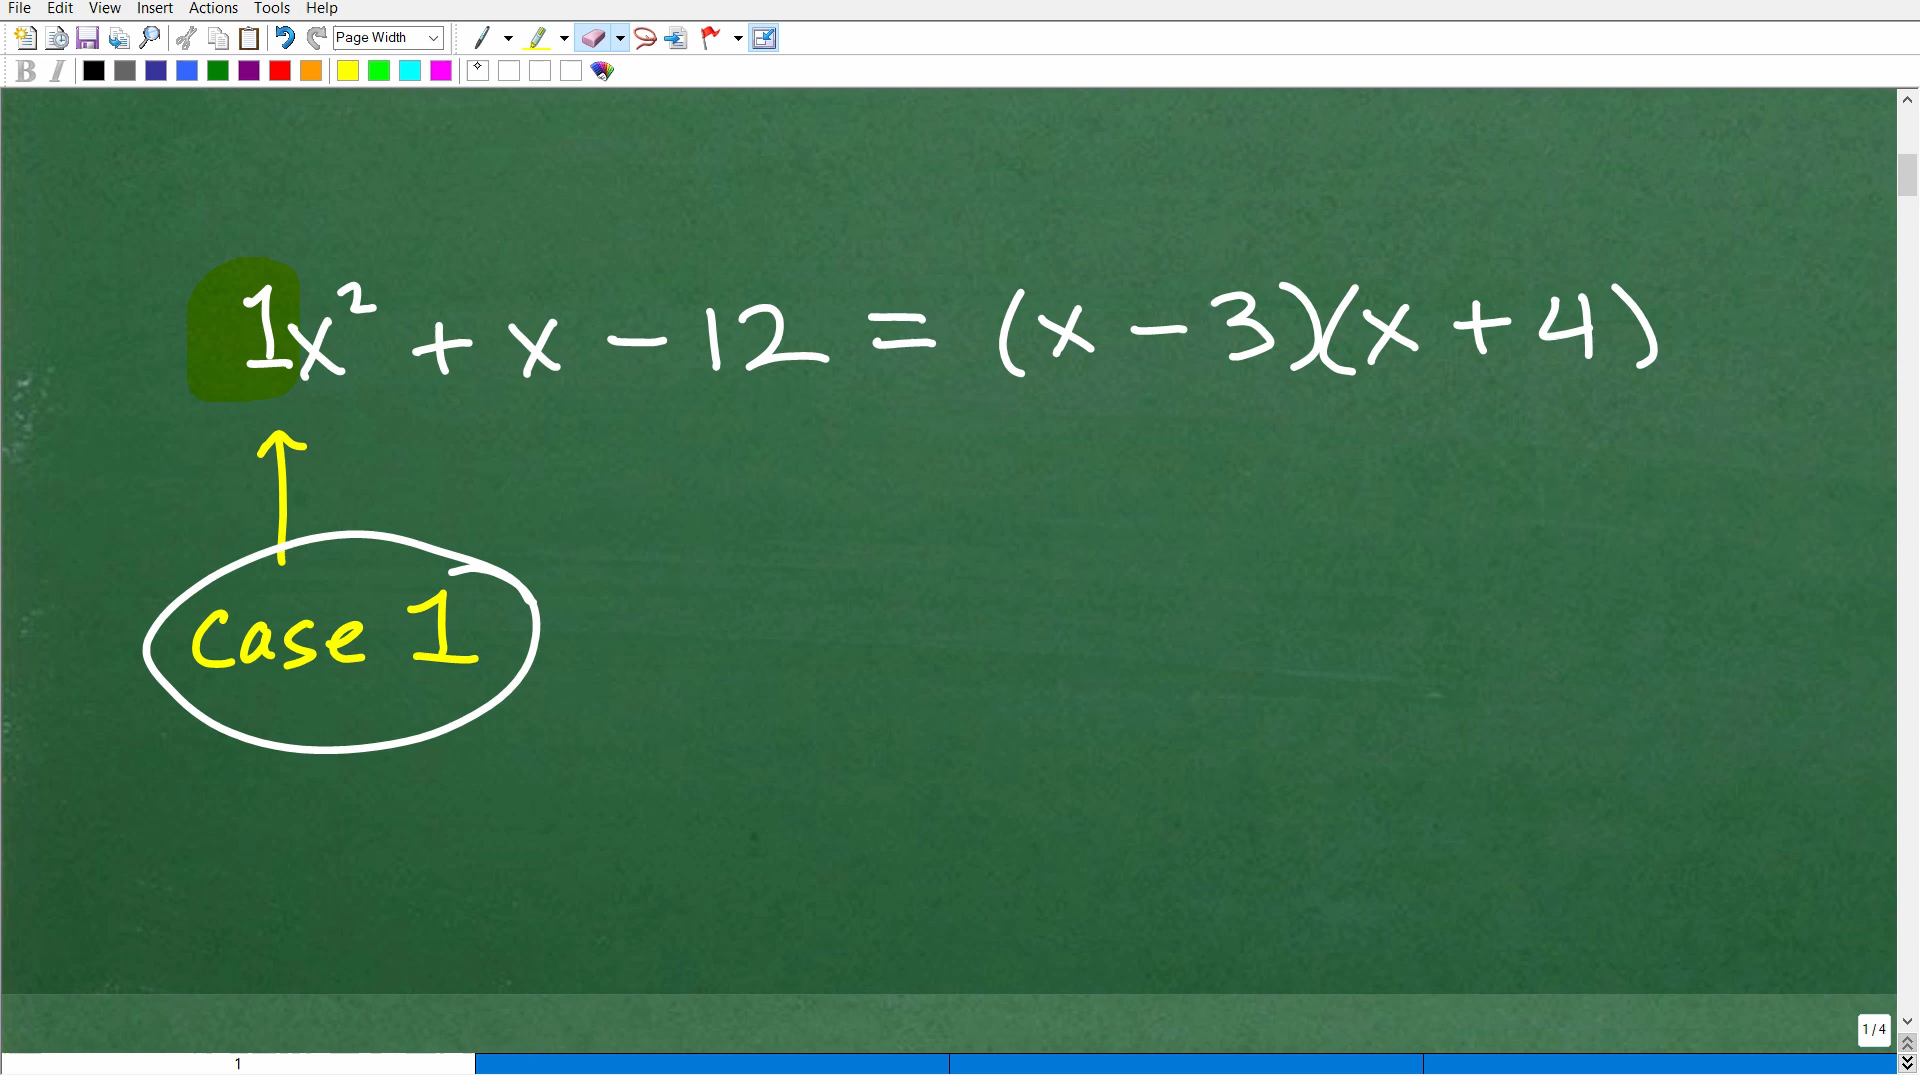 File Edit View Insert Actions Tools Help
Page Width
B I
1x² + x - 12 = (x - 3)(x + 4)
Case 1
1 / 4
1